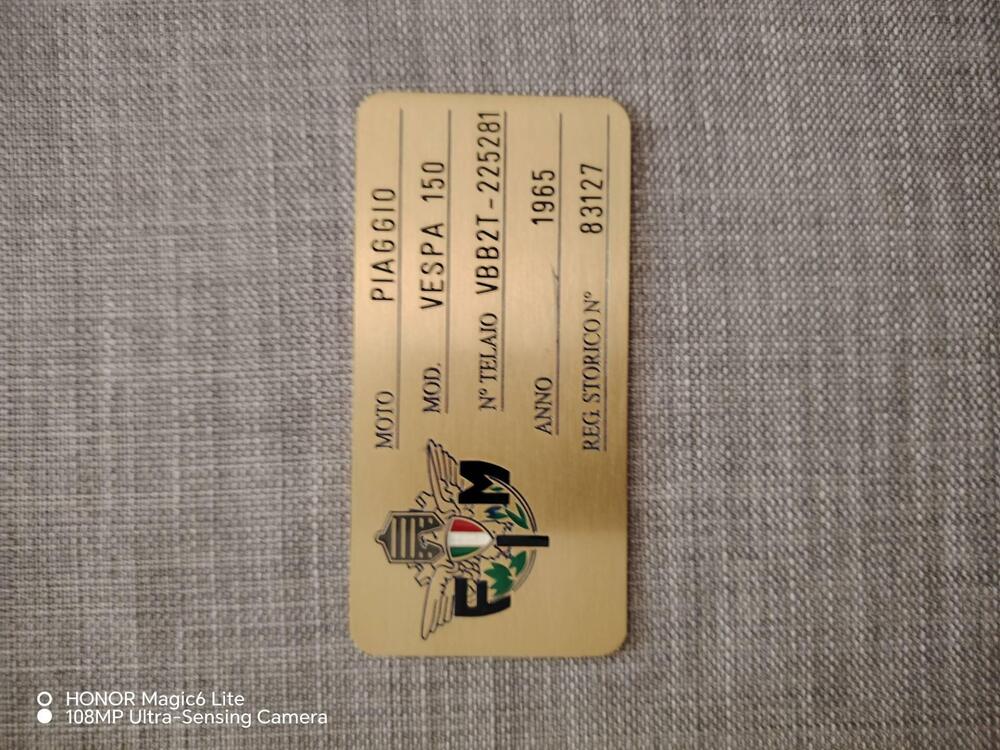 FMI
MOTO PIAGGIO
MOD. VESPA 150
N° TELAIO VBB2T-225281
ANNO 1965
REG. STORICO N° 83127
HONOR Magic6 Lite
108MP Ultra-Sensing Camera